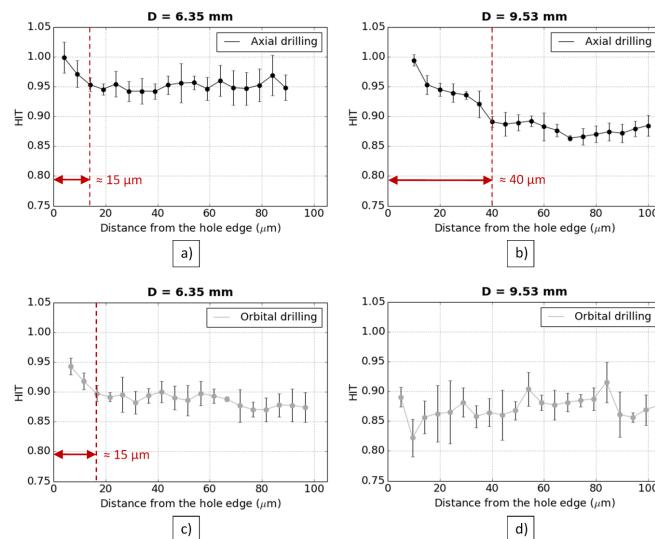 D = 6.35 mm
1.05
1.00
0.95
0.90
0.85
0.80
0.75
HIT
Axial drilling
≈ 15 μm
0 20 40 60 80 100
Distance from the hole edge (μm)
a)
D = 9.53 mm
1.05
1.00
0.95
0.90
0.85
0.80
0.75
HIT
Axial drilling
≈ 40 μm
0 20 40 60 80 100
Distance from the hole edge (μm)
b)
D = 6.35 mm
1.05
1.00
0.95
0.90
0.85
0.80
0.75
HIT
Orbital drilling
≈ 15 μm
0 20 40 60 80 100
Distance from the hole edge (μm)
c)
D = 9.53 mm
1.05
1.00
0.95
0.90
0.85
0.80
0.75
HIT
Orbital drilling
0 20 40 60 80 100
Distance from the hole edge (μm)
d)